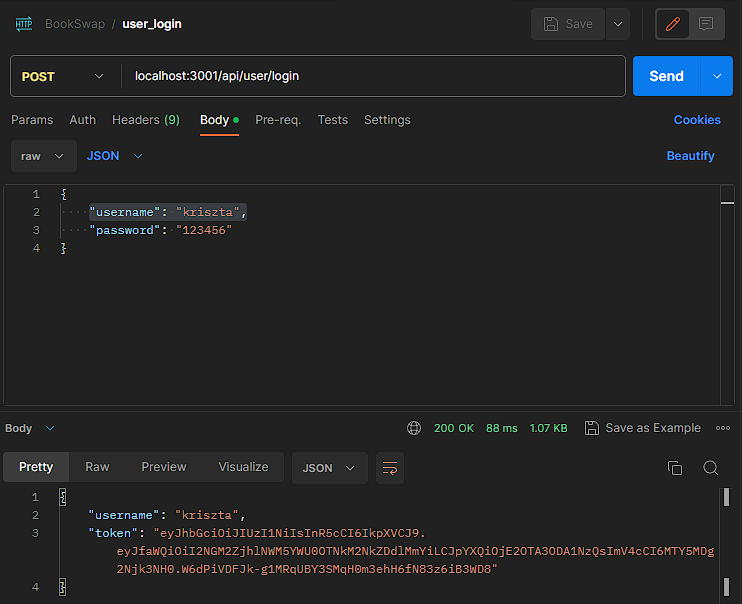 HTTP BookSwap / user_login Save
POST localhost:3001/api/user/login Send
Params Auth Headers (9) Body Pre-req. Tests Settings Cookies
raw JSON Beautify
1 {
2 "username": "kriszta",
3 "password": "123456"
4 }
Body 200 OK 88 ms 1.07 KB Save as Example
Pretty Raw Preview Visualize JSON
1 {
2 "username": "kriszta",
3 "token": "eyJhbGciOiJIUzI1NiIsInR5cCI6IkpXVCJ9.
eyJfaWQiOiI2NGM2ZjhlNWM5YWU0OTNkM2NkZDdlMmYiLCJpYXQiOjE2OTA3ODA1NzQsImV4cCI6MTY5MDg
2Njk3NH0.W6dPiVDFJk-g1MRqUBY3SMqH0m3ehH6fN83z6iB3WD8"
4 }